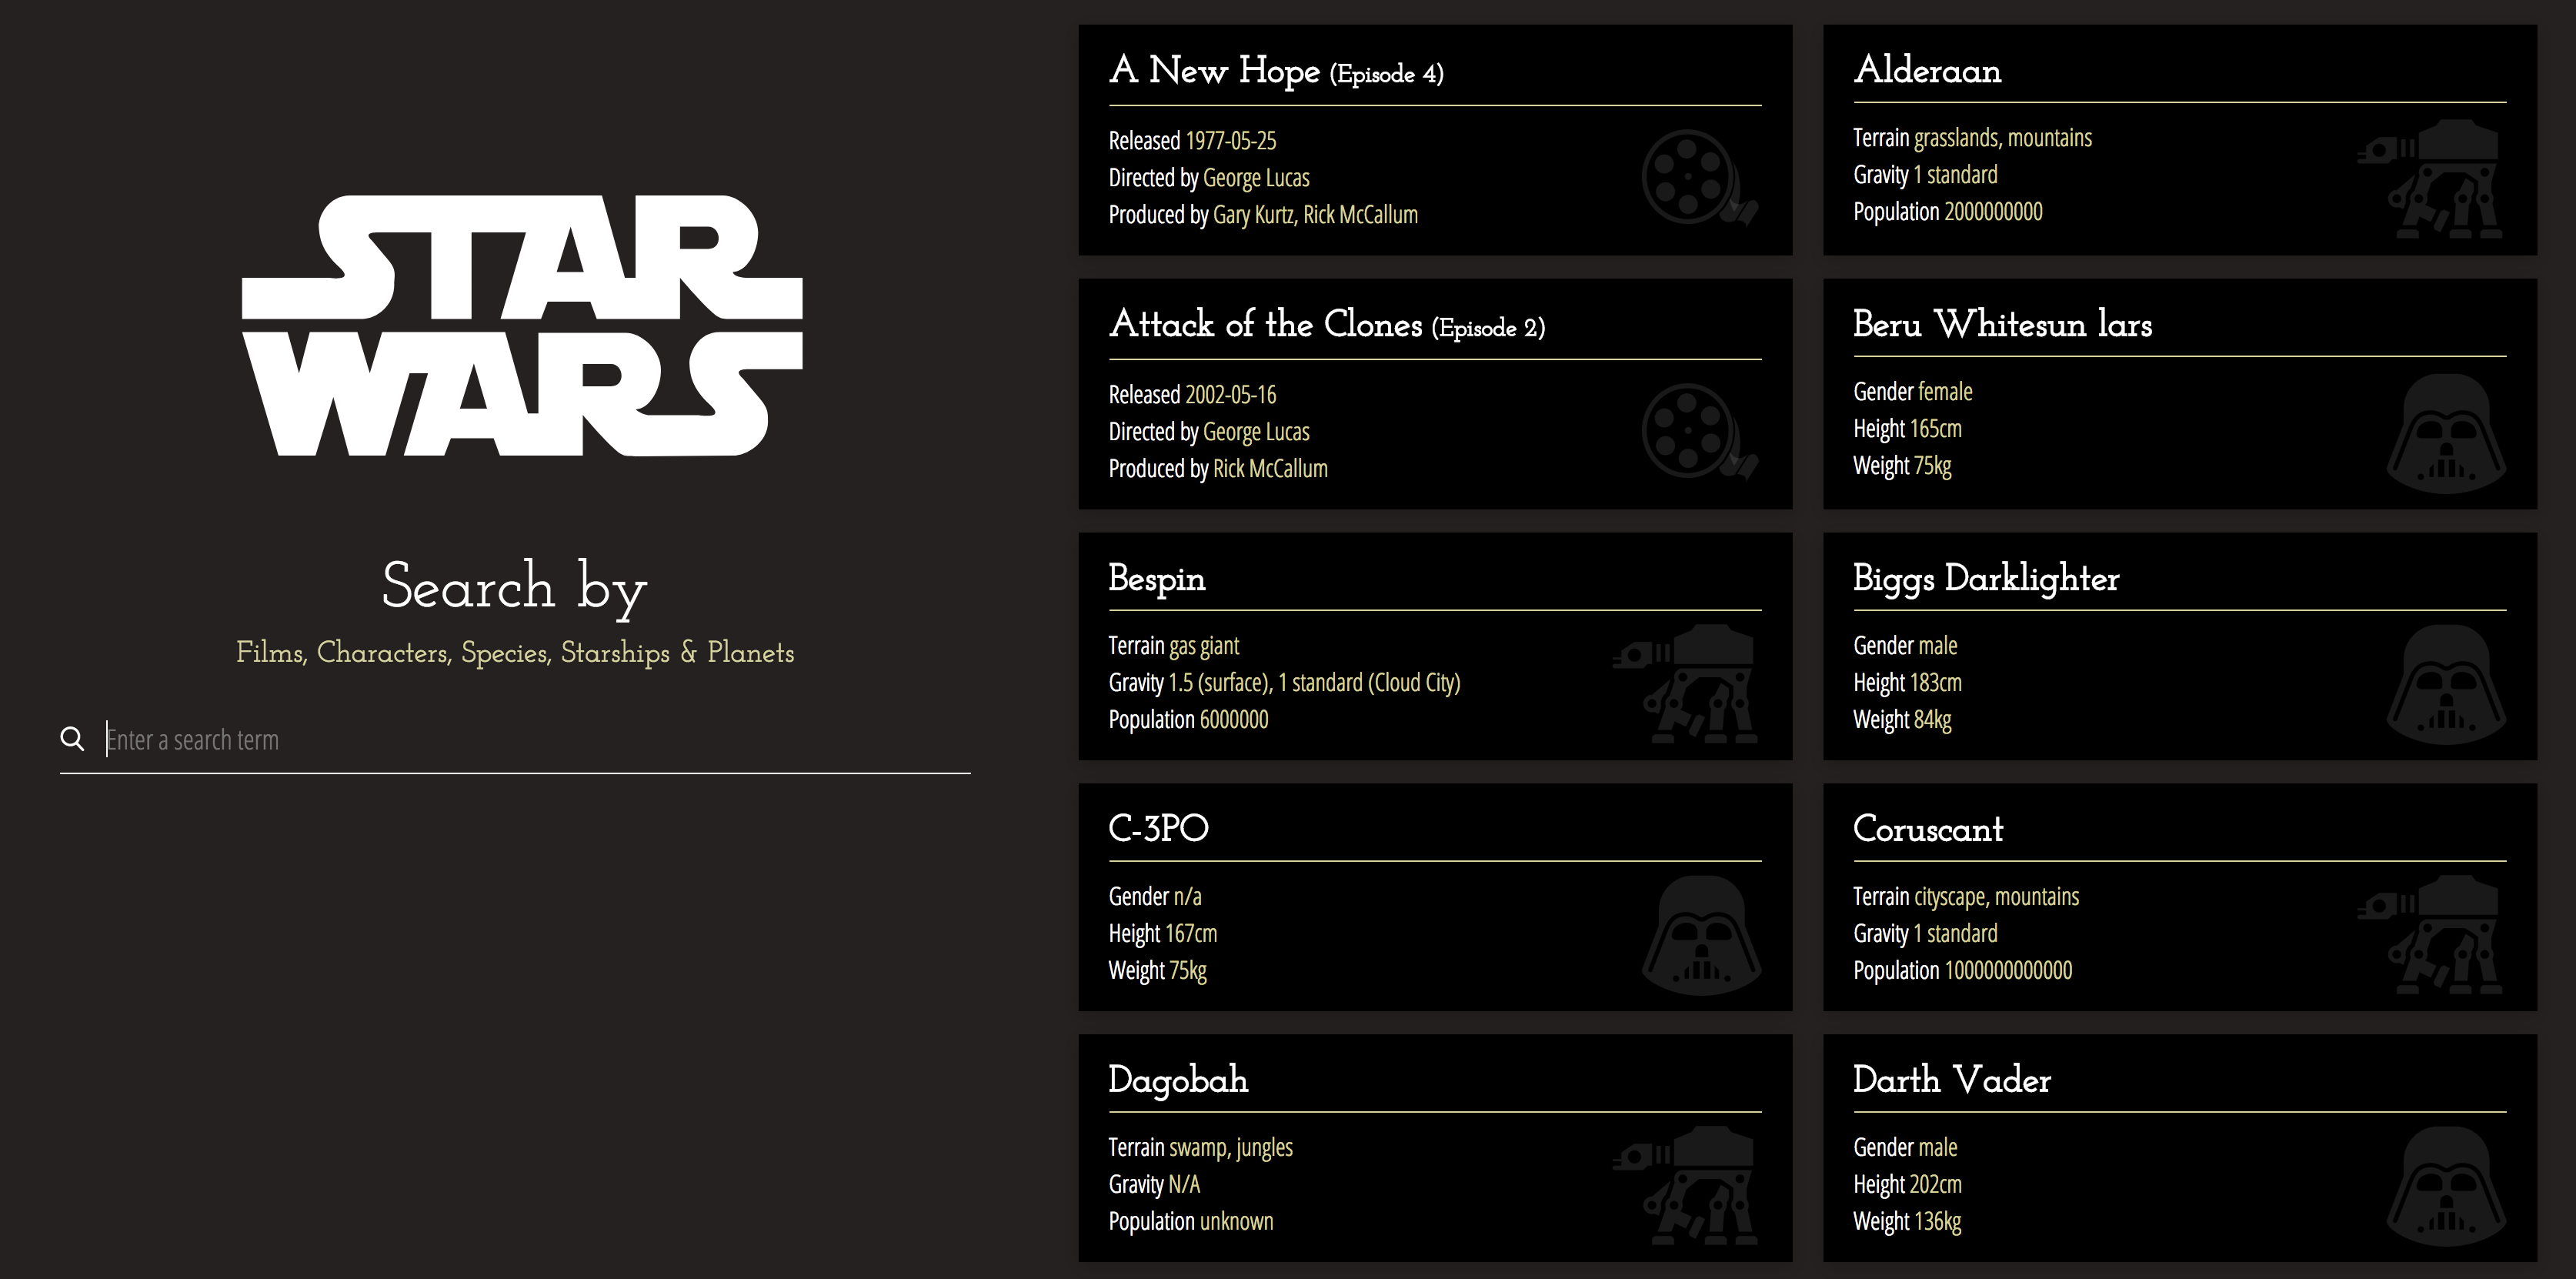 STAR
WARS
Search by
Films, Characters, Species, Starships & Planets
Enter a search term
A New Hope (Episode 4)
Released 1977-05-25
Directed by George Lucas
Produced by Gary Kurtz, Rick McCallum
Alderaan
Terrain grasslands, mountains
Gravity 1 standard
Population 2000000000
Attack of the Clones (Episode 2)
Released 2002-05-16
Directed by George Lucas
Produced by Rick McCallum
Beru Whitesun lars
Gender female
Height 165cm
Weight 75kg
Bespin
Terrain gas giant
Gravity 1.5 (surface), 1 standard (Cloud City)
Population 6000000
Biggs Darklighter
Gender male
Height 183cm
Weight 84kg
C-3PO
Gender n/a
Height 167cm
Weight 75kg
Coruscant
Terrain cityscape, mountains
Gravity 1 standard
Population 1000000000000
Dagobah
Terrain swamp, jungles
Gravity N/A
Population unknown
Darth Vader
Gender male
Height 202cm
Weight 136kg